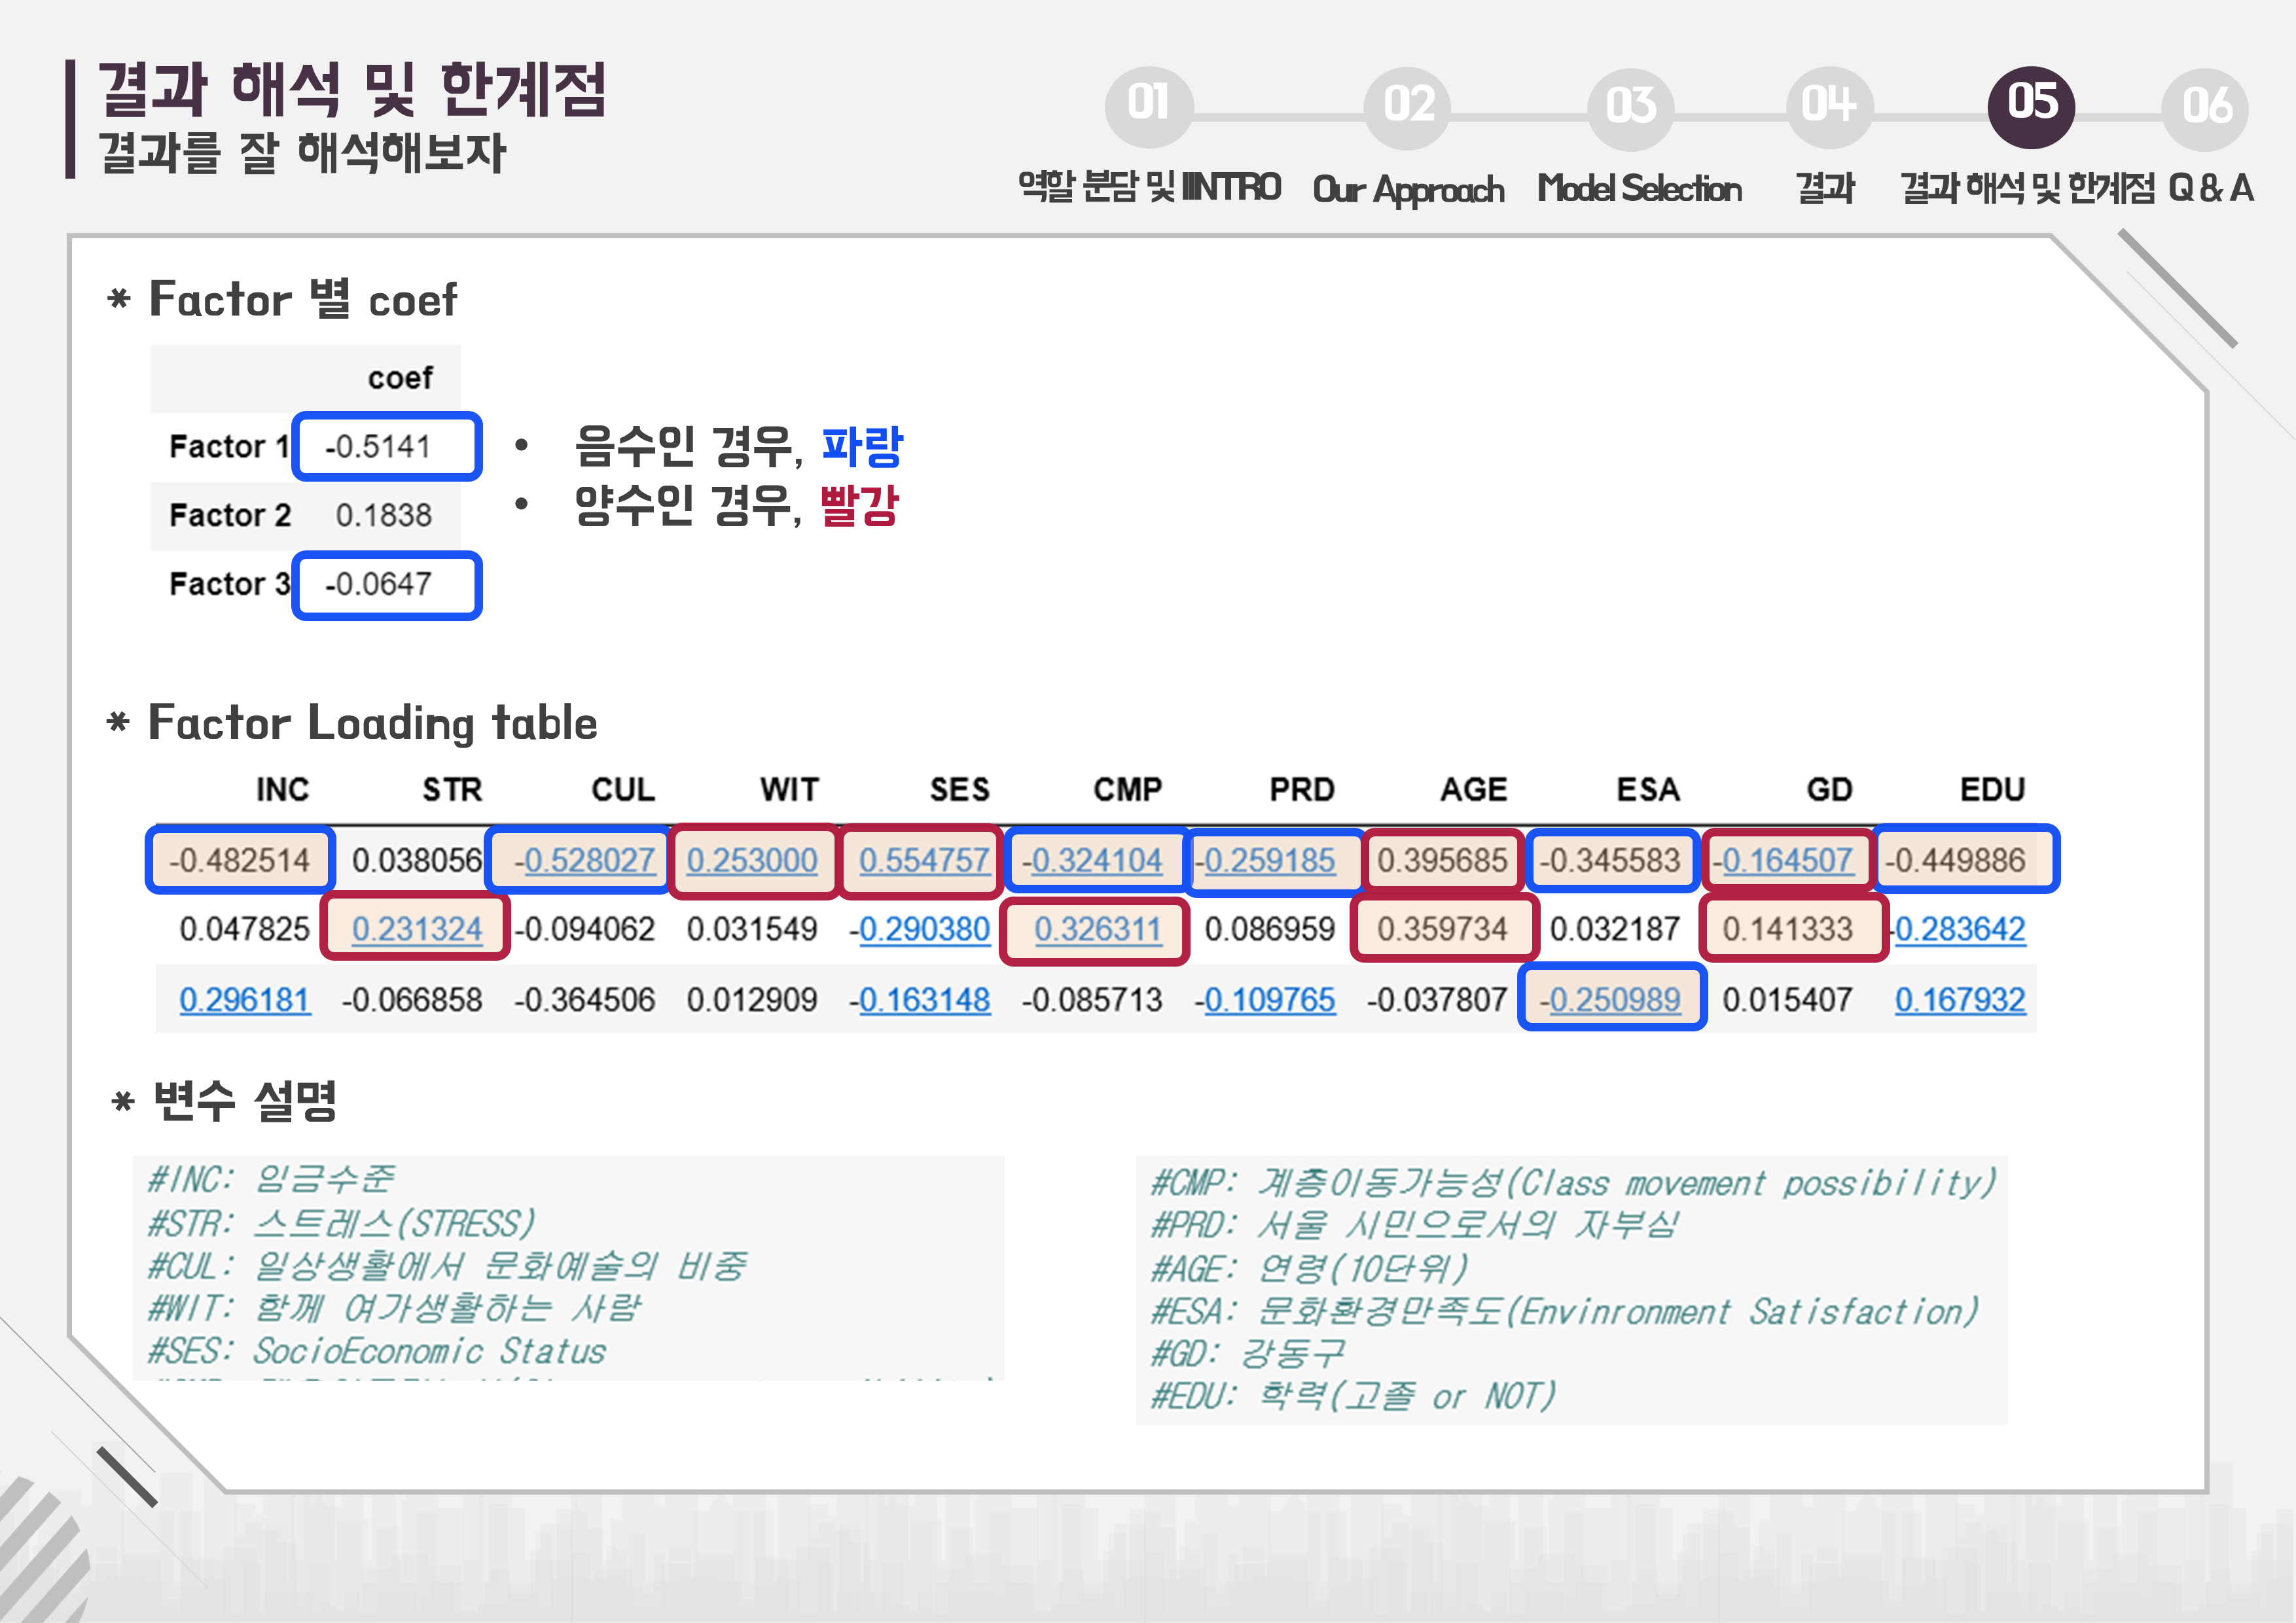 결과 해석 및 한계점
결과를 잘 해석해보자
01 02 03 04 05 06
역할 분담 및 IINTTRO Our Approach Model Selection 결과 결과 해석 및 한계점 Q & A
* Factor 별 coef
coef
Factor 1 -0.5141
Factor 2 0.1838
Factor 3 -0.0647
• 음수인 경우, 파랑
• 양수인 경우, 빨강
* Factor Loading table
INC STR CUL WIT SES CMP PRD AGE ESA GD EDU
-0.482514 0.038056 -0.528027 0.253000 0.554757 -0.324104 -0.259185 0.395685 -0.345583 -0.164507 -0.449886
0.047825 0.231324 -0.094062 0.031549 -0.290380 0.326311 0.086959 0.359734 0.032187 0.141333 -0.283642
0.296181 -0.066858 -0.364506 0.012909 -0.163148 -0.085713 -0.109765 -0.037807 -0.250989 0.015407 0.167932
* 변수 설명
#INC: 임금수준
#STR: 스트레스(STRESS)
#CUL: 일상생활에서 문화예술의 비중
#WIT: 함께 여가생활하는 사람
#SES: SocioEconomic Status
#CMP: 계층이동가능성(Class movement possibility)
#PRD: 서울 시민으로서의 자부심
#AGE: 연령(10단위)
#ESA: 문화환경만족도(Envinronment Satisfaction)
#GD: 강동구
#EDU: 학력(고졸 or NOT)